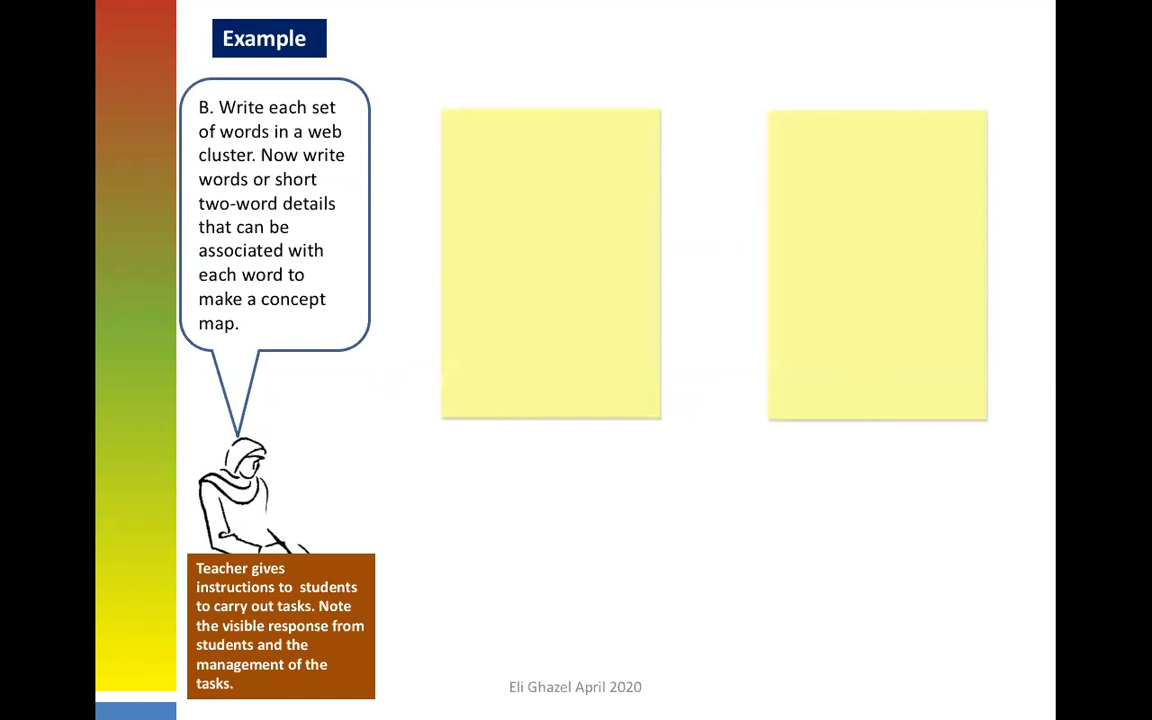 Example
B. Write each set
of words in a web
cluster. Now write
words or short
two-word details
that can be
associated with
each word to
make a concept
map.
Teacher gives
instructions to  students
to carry out tasks. Note
the visible response from
students and the
management of the
tasks.
Eli Ghazel April 2020